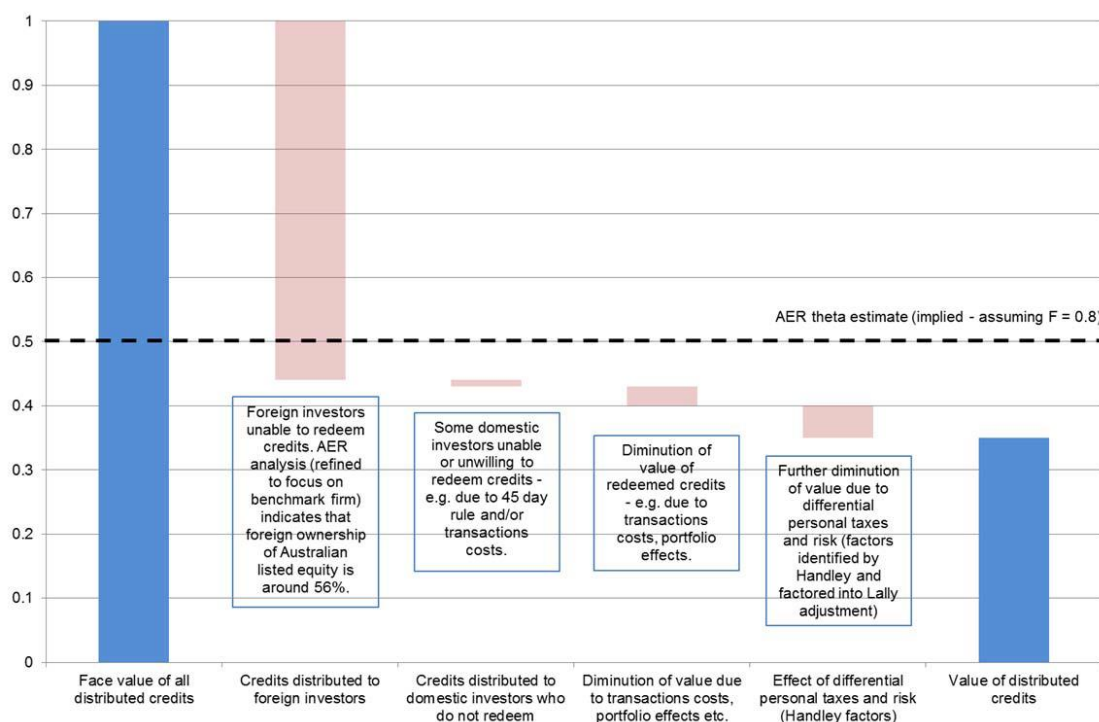 1
0.9
0.8
0.7
0.6
0.5
0.4
0.3
0.2
0.1
0
AER theta estimate (implied - assuming F = 0.8)
Foreign investors
unable to redeem
credits. AER
analysis (refined
to focus on
benchmark firm)
indicates that
foreign ownership
of Australian
listed equity is
around 56%.
Some domestic
investors unable
or unwilling to
redeem credits -
e.g. due to 45 day
rule and/or
transactions
costs.
Diminution of
value of
redeemed credits
- e.g. due to
transactions
costs, portfolio
effects.
Further diminution
of value due to
differential
personal taxes
and risk (factors
identified by
Handley and
factored into Lally
adjustment)
Face value of all
distributed credits
Credits distributed to
foreign investors
Credits distributed to
domestic investors who
do not redeem
Diminution of value due
to transactions costs,
portfolio effects etc.
Effect of differential
personal taxes and risk
(Handley factors)
Value of distributed
credits